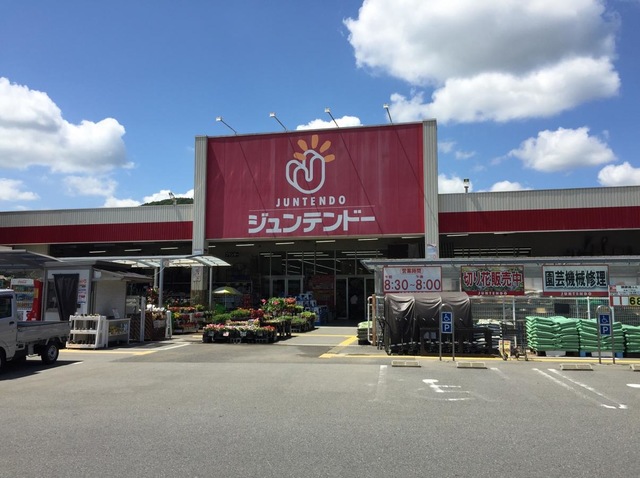 JUNTENDO
ジュンテンドー
営業時間
8:30-8:00
切り花販売中
園芸機械修理
JUNTENDO
P
P